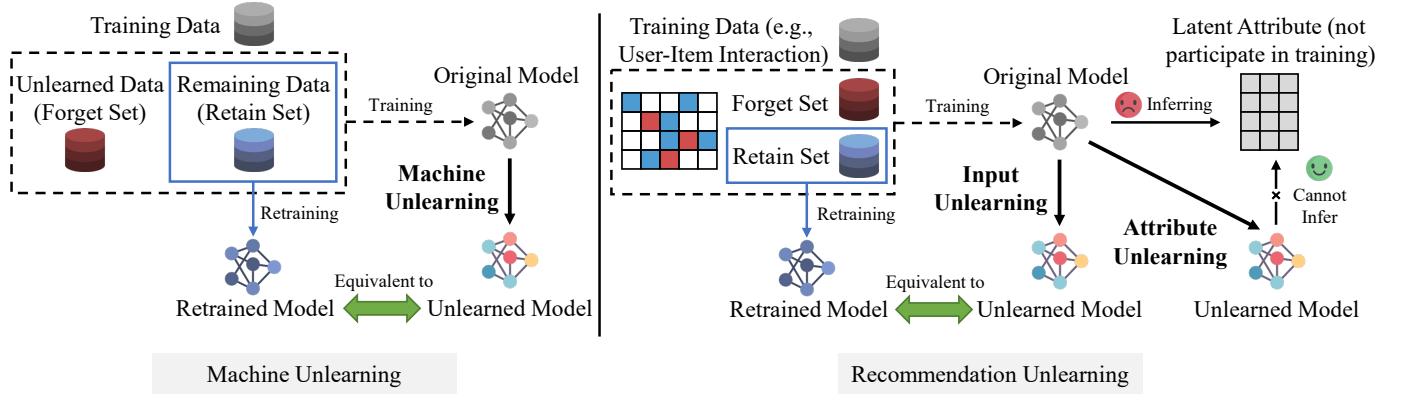 Training Data
Unlearned Data
(Forget Set)
Remaining Data
(Retain Set)
Training
Original Model
Machine
Unlearning
Retraining
Retrained Model
Equivalent to
Unlearned Model
Machine Unlearning
Training Data (e.g.,
User-Item Interaction)
Forget Set
Retain Set
Training
Original Model
Inferring
Latent Attribute (not
participate in training)
Cannot
Infer
Input
Unlearning
Attribute
Unlearning
Retraining
Retrained Model
Equivalent to
Unlearned Model
Unlearned Model
Recommendation Unlearning